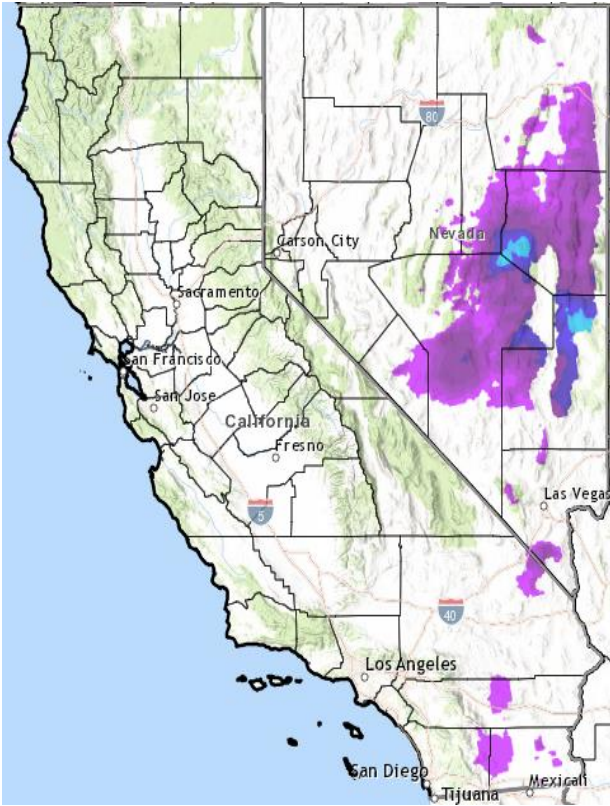 80
Nevada
Carson City
Sacramento
San Francisco
San Jose
California
Fresno
5
Las Vegas
40
Los Angeles
San Diego
Tijuana
Mexicali